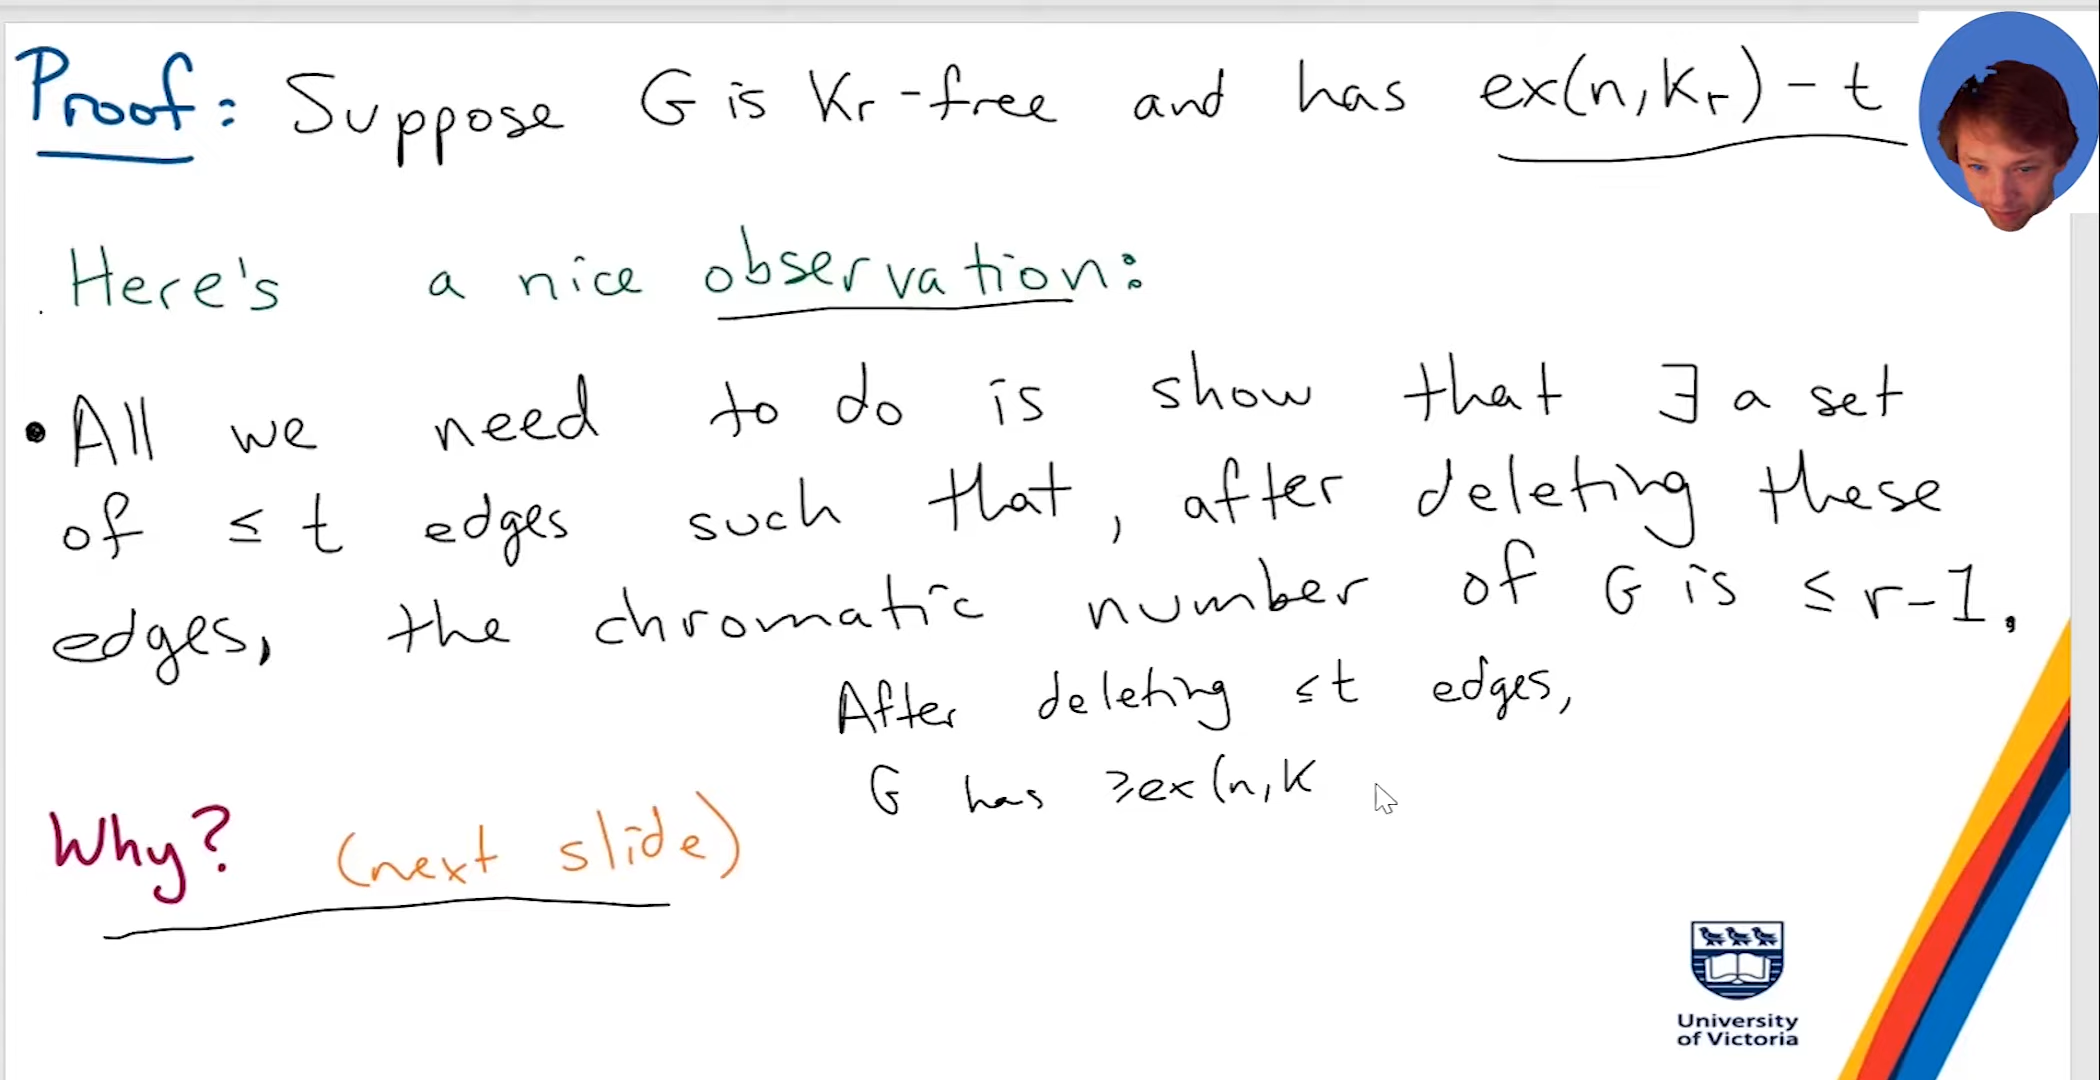 Proof: Suppose G is Kr-free and has ex(n,Kr)-t
Here's a nice observation:
• All we need to do is show that ∃ a set
of ≤ t edges such that, after deleting these
edges, the chromatic number of G is ≤ r-1.
After deleting ≤t edges,
G has ≥ex(n,K
Why? (next slide)
University
of Victoria